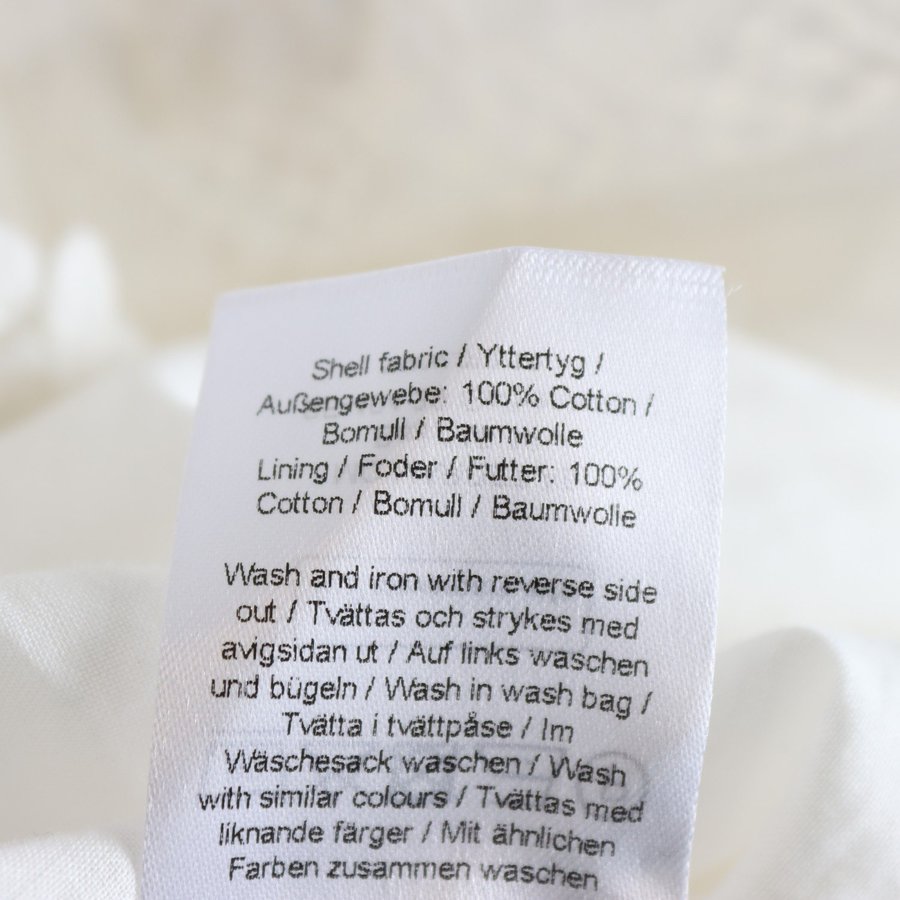 Shell fabric / Yttertyg /
Außengewebe: 100% Cotton /
Bomull / Baumwolle
Lining / Foder / Futter: 100%
Cotton / Bomull / Baumwolle
Wash and iron with reverse side
out / Tvättas och strykes med
avigsidan ut / Auf links waschen
und bügeln / Wash in wash bag /
Tvätta i tvättpåse / Im
Wäschesack waschen / Wash
with similar colours / Tvättas med
liknande färger / Mit ähnlichen
Farben zusammen waschen